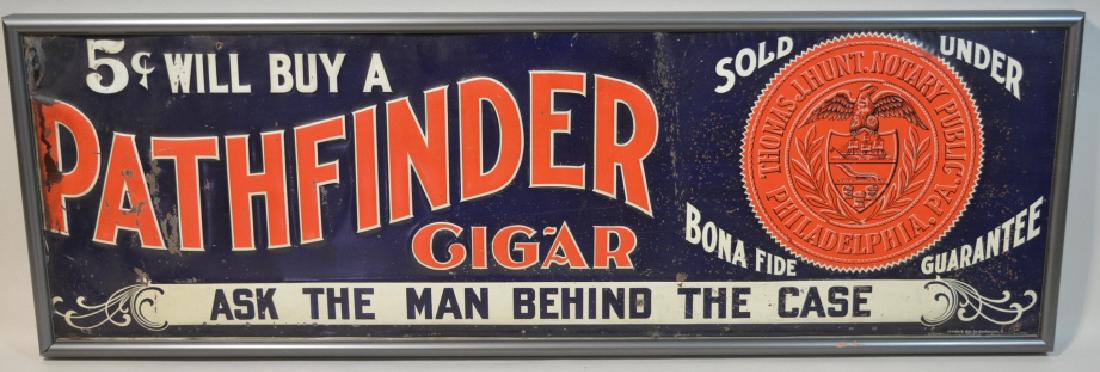 5¢ WILL BUY A
PATHFINDER
CIGAR
ASK THE MAN BEHIND THE CASE
SOLD UNDER
BONA FIDE GUARANTEE
THOMAS J. HUNT. NOTARY PUBLIC.
PHILADELPHIA, PA.